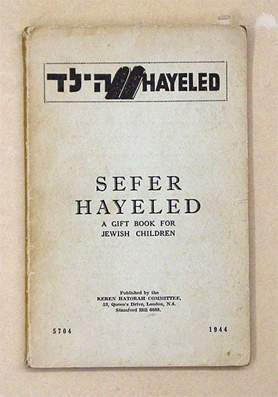 הילד HAYELED
SEFER
HAYELED
A GIFT BOOK FOR
JEWISH CHILDREN
Published by the
KEREN HATORAH COMMITTEE,
Queen's Drive, London, N.4.
Stamford Hill 6688.
5704 1944